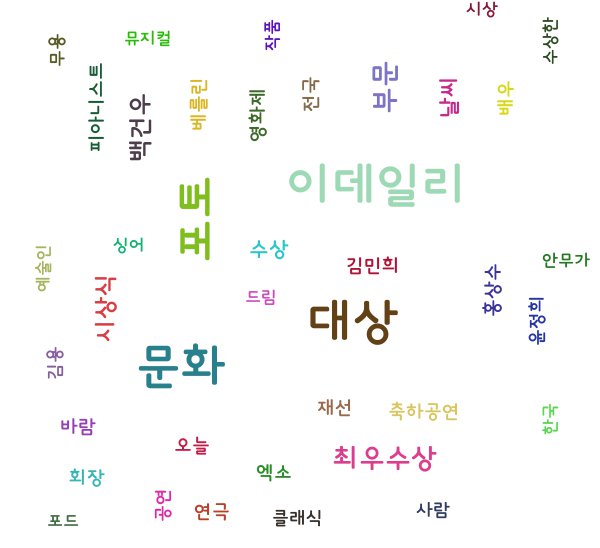 시상
작품
수상한
무용
뮤지컬
부문
피아니스트
백건우
베를린
영화제
전국
날씨
배우
이데일리
포토
싱어
수상
예술인
김민희
안무가
시상식
드림
홍상수
대상
윤정희
문화
김용
재선
축하공연
한국
바람
오늘
최우수상
회장
엑소
공연
연극
포드
클래식
사람